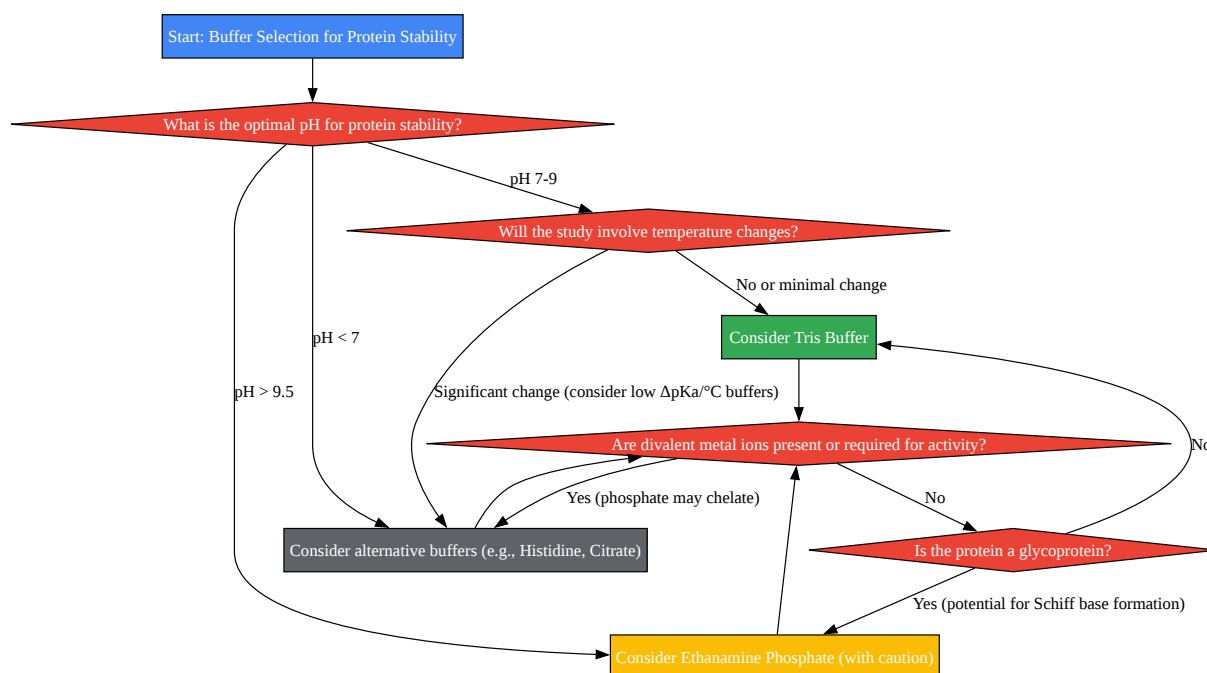 Start: Buffer Selection for Protein Stability
What is the optimal pH for protein stability?
pH 7-9
Will the study involve temperature changes?
No or minimal change
Consider Tris Buffer
pH < 7
pH > 9.5
Significant change (consider low ΔpKa/°C buffers)
Are divalent metal ions present or required for activity?
No
Yes (phosphate may chelate)
No
Consider alternative buffers (e.g., Histidine, Citrate)
Is the protein a glycoprotein?
Yes (potential for Schiff base formation)
Consider Ethanamine Phosphate (with caution)